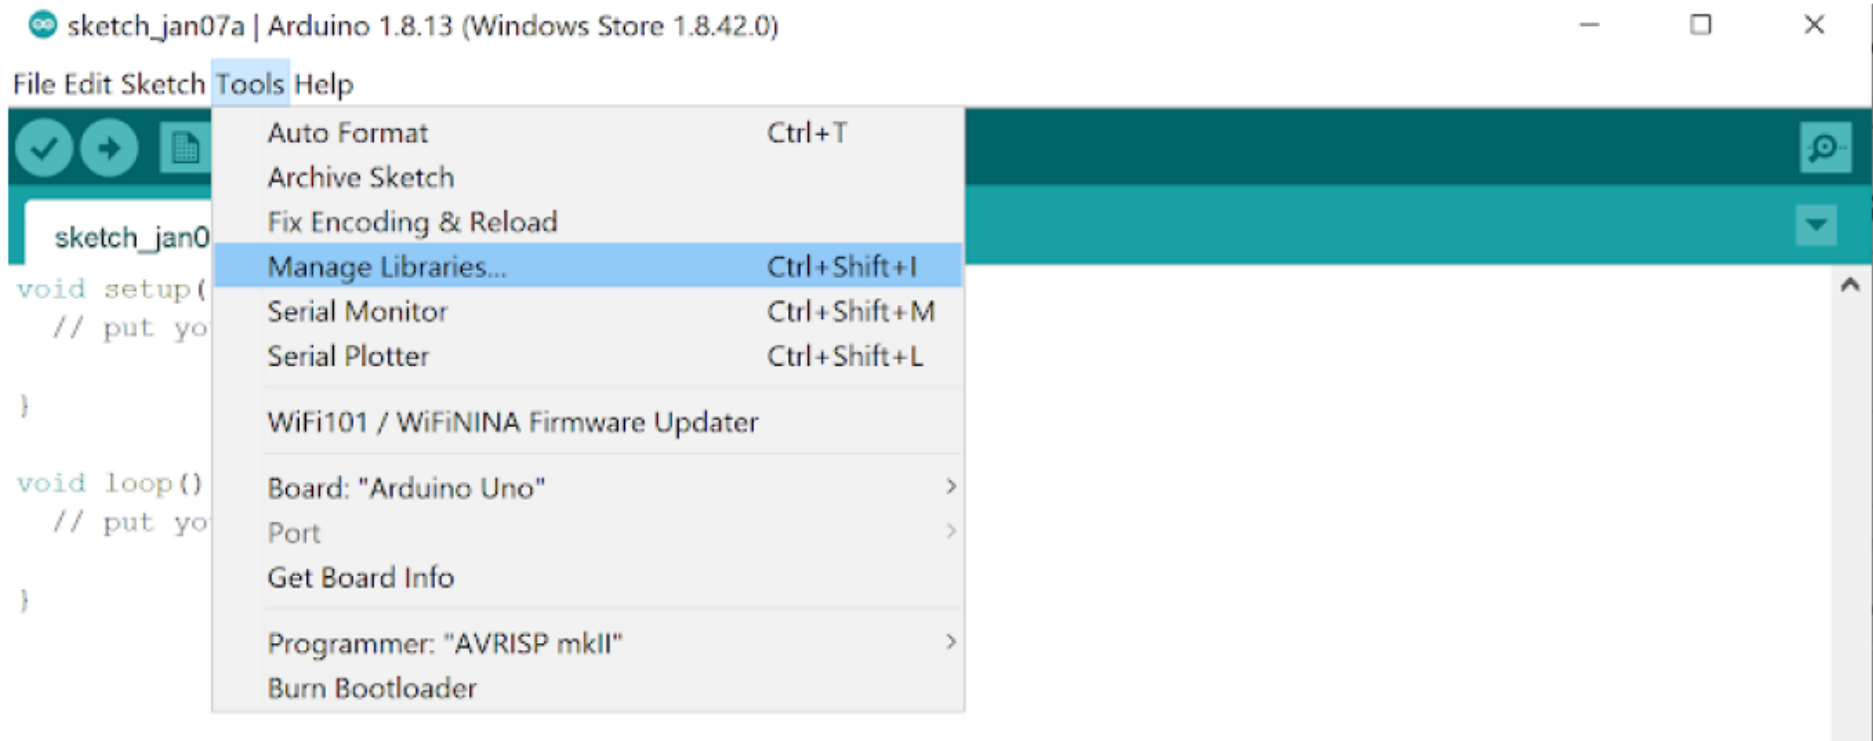 sketch_jan07a | Arduino 1.8.13 (Windows Store 1.8.42.0)
File Edit Sketch Tools Help
Auto Format Ctrl+T
Archive Sketch
Fix Encoding & Reload
sketch_jan0
Manage Libraries... Ctrl+Shift+I
void setup(
Serial Monitor Ctrl+Shift+M
// put yo
Serial Plotter Ctrl+Shift+L
}
WiFi101 / WiFiNINA Firmware Updater
void loop()
Board: "Arduino Uno"
// put yo
Port
Get Board Info
}
Programmer: "AVRISP mkII"
Burn Bootloader